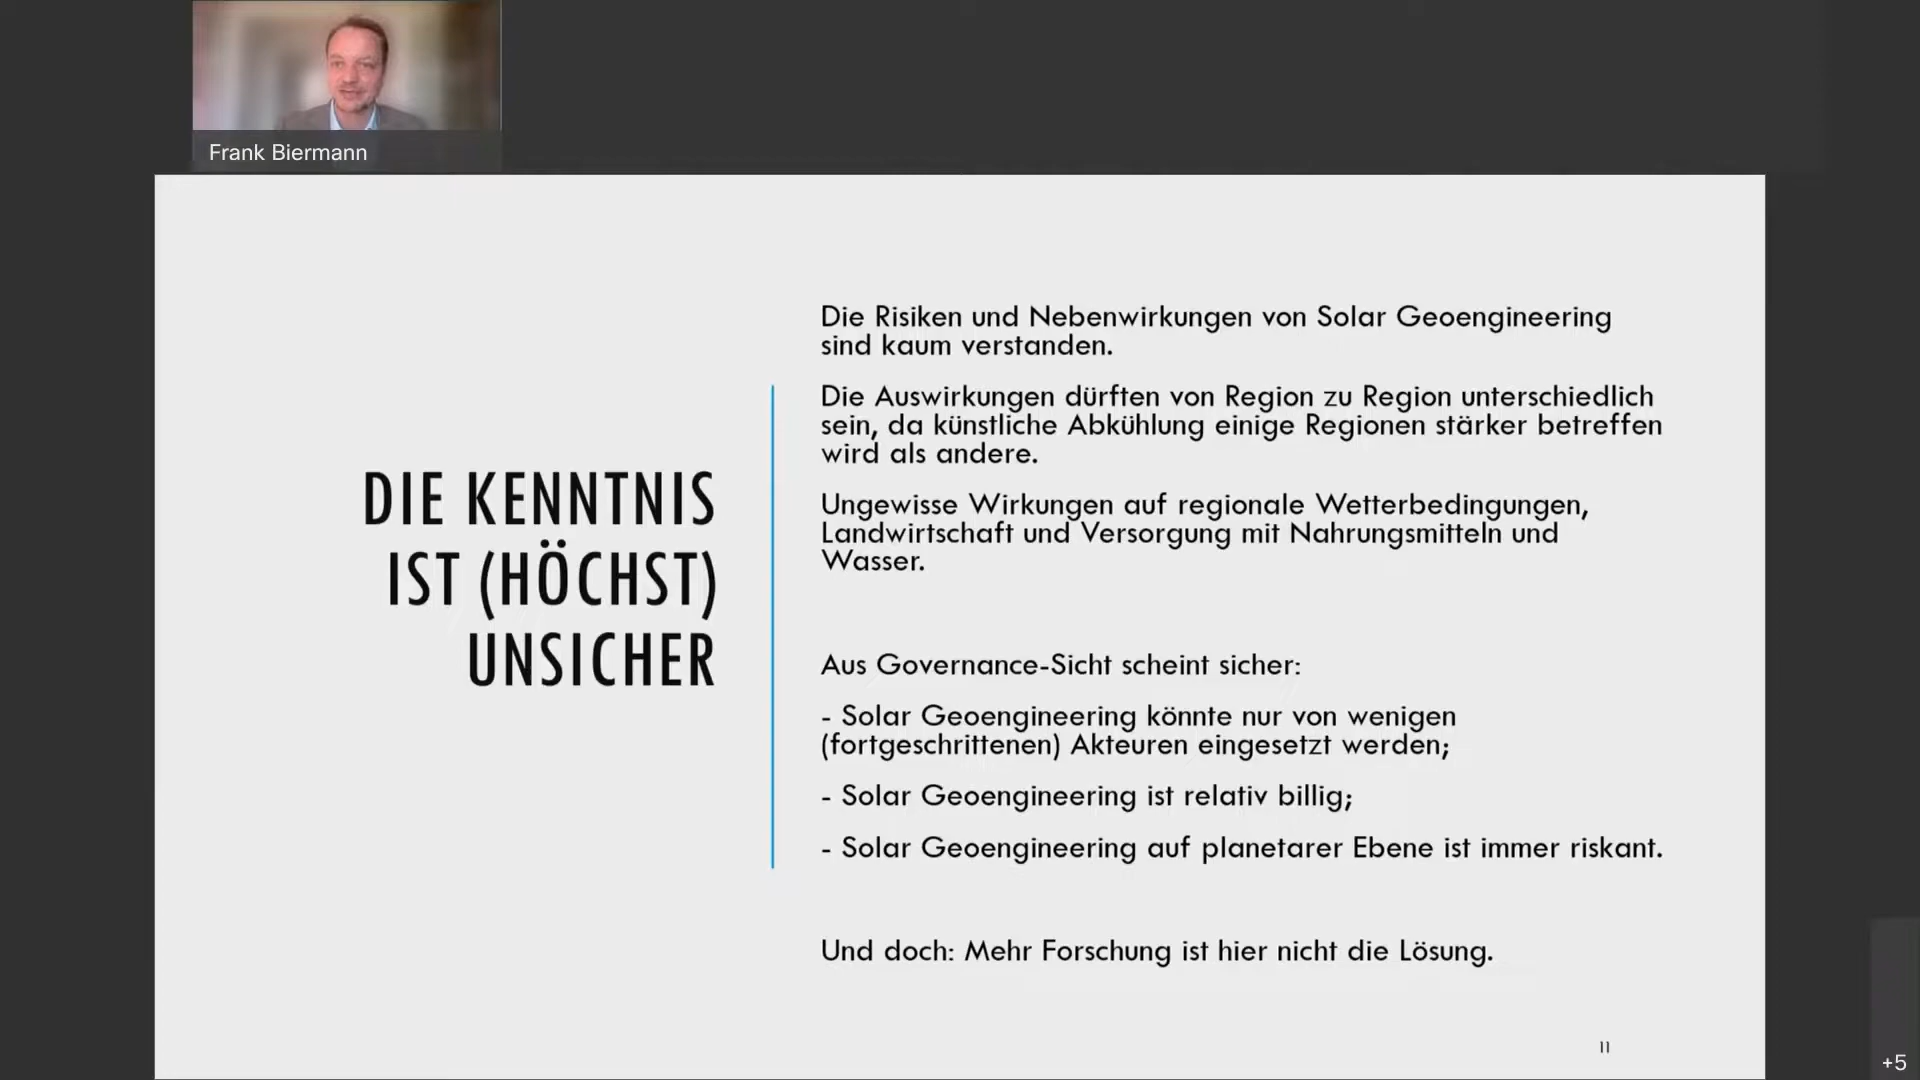 Frank Biermann
DIE KENNTNIS
IST (HÖCHST)
UNSICHER
Die Risiken und Nebenwirkungen von Solar Geoengineering
sind kaum verstanden.
Die Auswirkungen dürften von Region zu Region unterschiedlich
sein, da künstliche Abkühlung einige Regionen stärker betreffen
wird als andere.
Ungewisse Wirkungen auf regionale Wetterbedingungen,
Landwirtschaft und Versorgung mit Nahrungsmitteln und
Wasser.
Aus Governance-Sicht scheint sicher:
- Solar Geoengineering könnte nur von wenigen
(fortgeschrittenen) Akteuren eingesetzt werden;
- Solar Geoengineering ist relativ billig;
- Solar Geoengineering auf planetarer Ebene ist immer riskant.
Und doch: Mehr Forschung ist hier nicht die Lösung.
11
+5